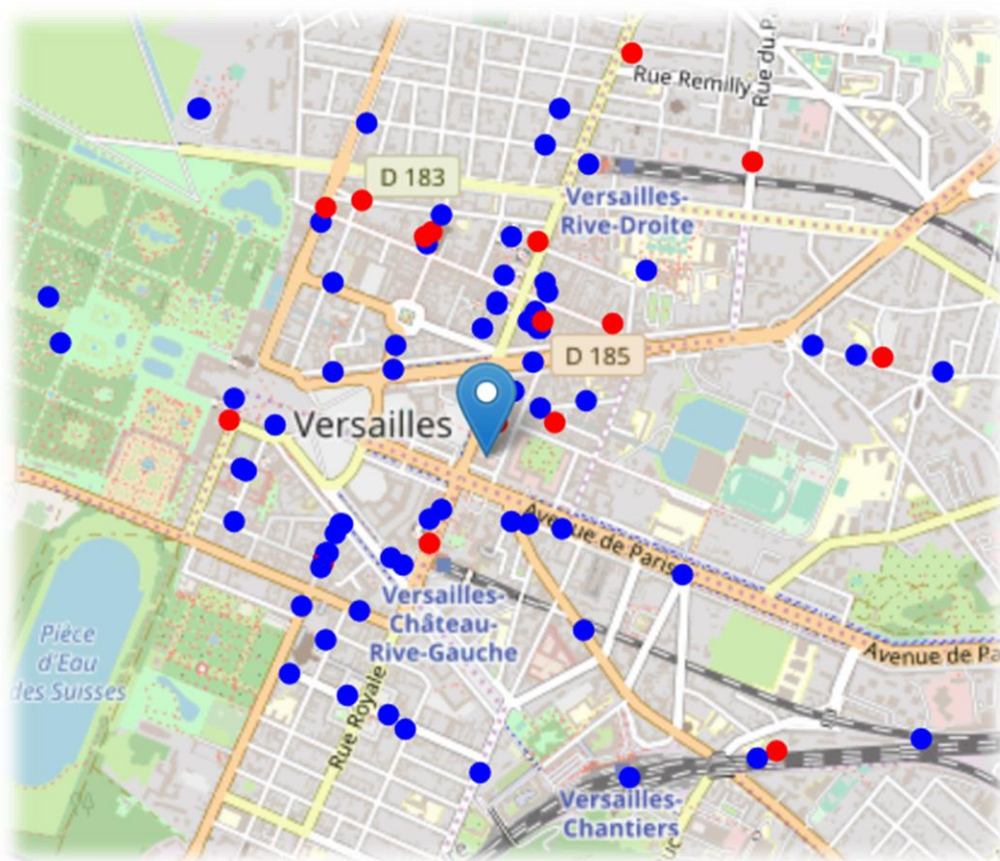 Rue Remilly
Rue du Pa
D 183
Versailles-
Rive-Droite
D 185
Versailles
Avenue de Paris
Versailles-
Château-
Rive-Gauche
Pièce
d'Eau
des Suisses
Avenue de Pa
Rue Royale
Versailles-
Chantiers